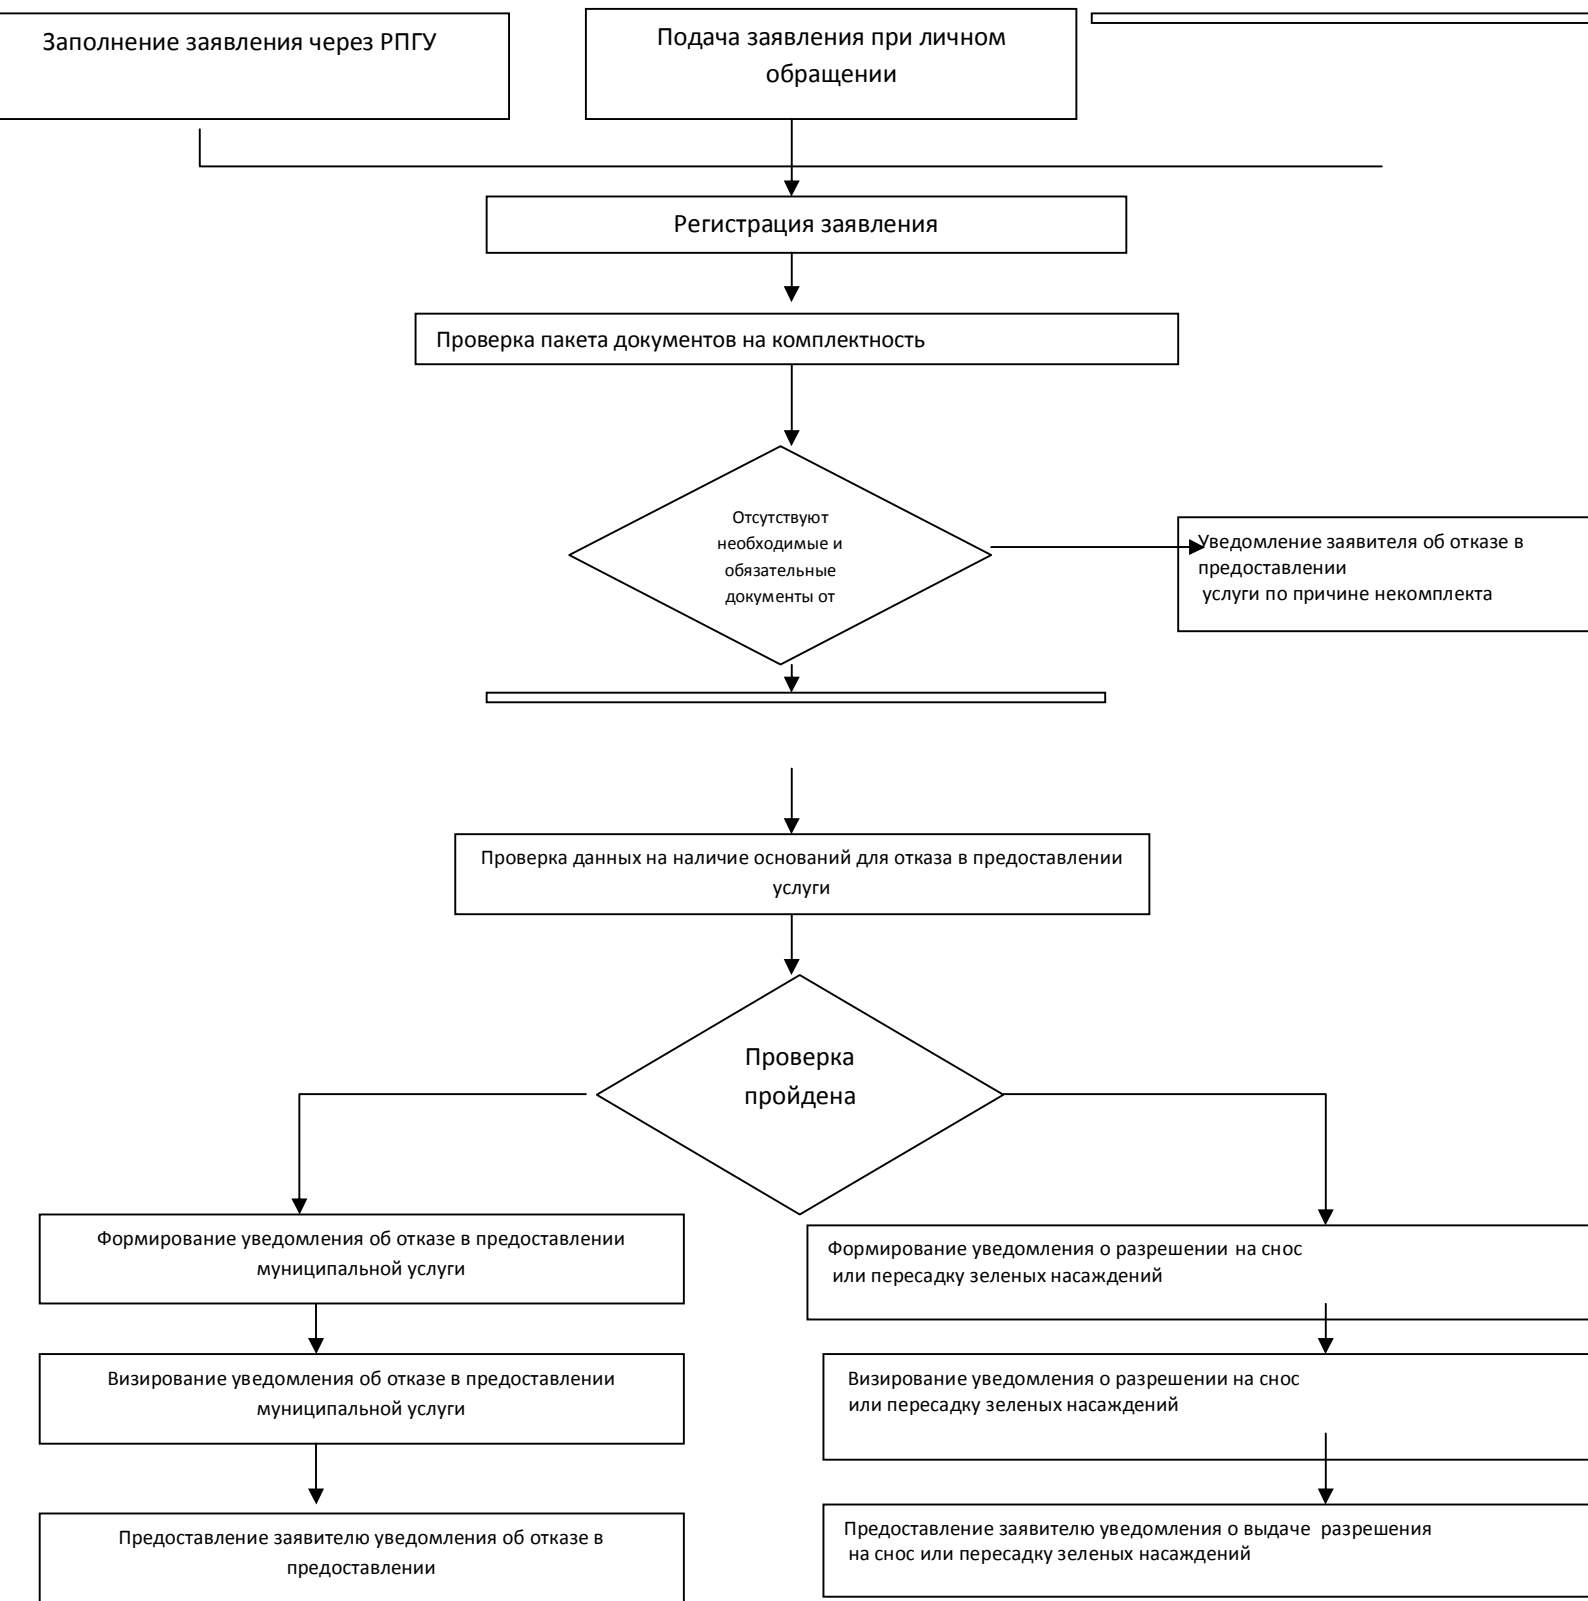 Заполнение заявления через РПГУ
Подача заявления при личном
обращении
Регистрация заявления
Проверка пакета документов на комплектность
Отсутствуют
необходимые и
обязательные
документы от
Уведомление заявителя об отказе в
предоставлении
услуги по причине некомплекта
Проверка данных на наличие оснований для отказа в предоставлении
услуги
Проверка
пройдена
Формирование уведомления об отказе в предоставлении
муниципальной услуги
Формирование уведомления о разрешении на снос
или пересадку зеленых насаждений
Визирование уведомления об отказе в предоставлении
муниципальной услуги
Визирование уведомления о разрешении на снос
или пересадку зеленых насаждений
Предоставление заявителю уведомления об отказе в
предоставлении
Предоставление заявителю уведомления о выдаче разрешения
на снос или пересадку зеленых насаждений